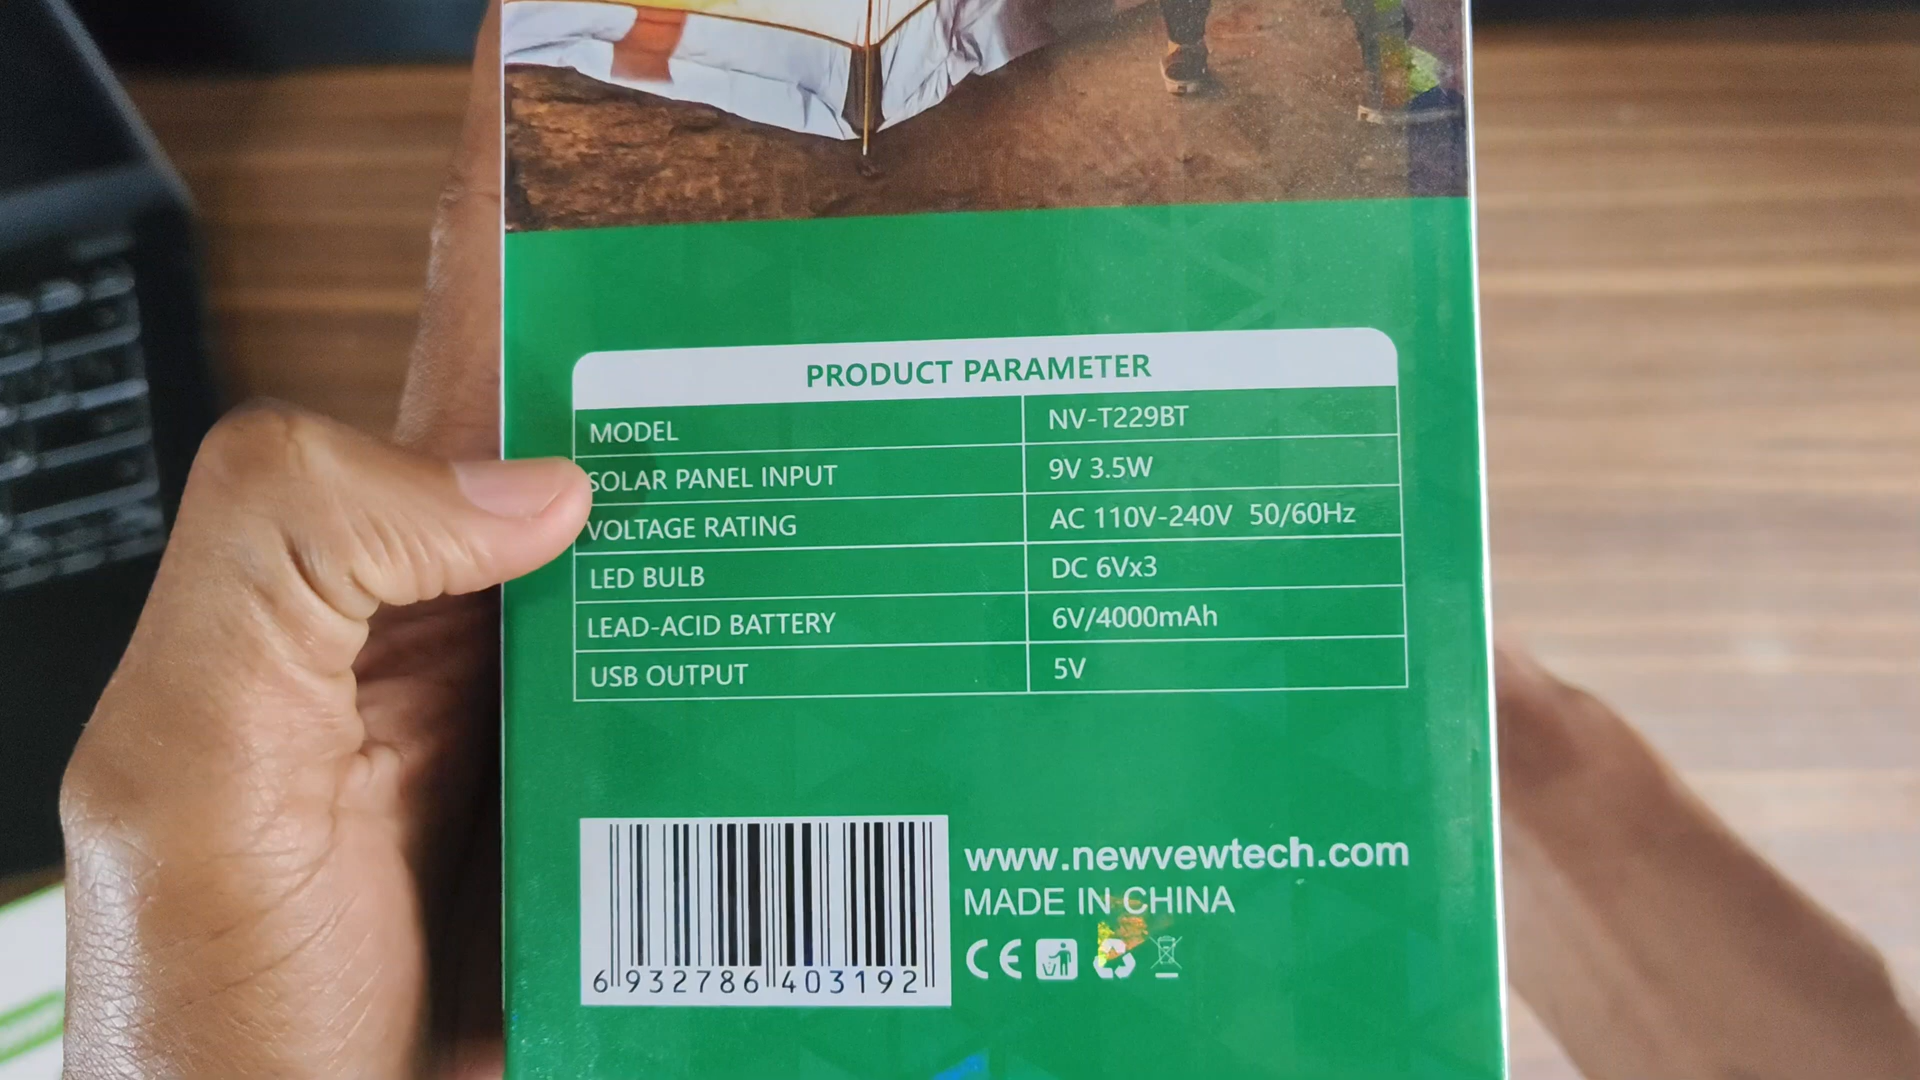 PRODUCT PARAMETER
MODEL NV-T229BT
SOLAR PANEL INPUT 9V 3.5W
VOLTAGE RATING AC 110V-240V 50/60Hz
LED BULB DC 6Vx3
LEAD-ACID BATTERY 6V/4000mAh
USB OUTPUT 5V
www.newvewtech.com
MADE IN CHINA
CE
6 932786 403192